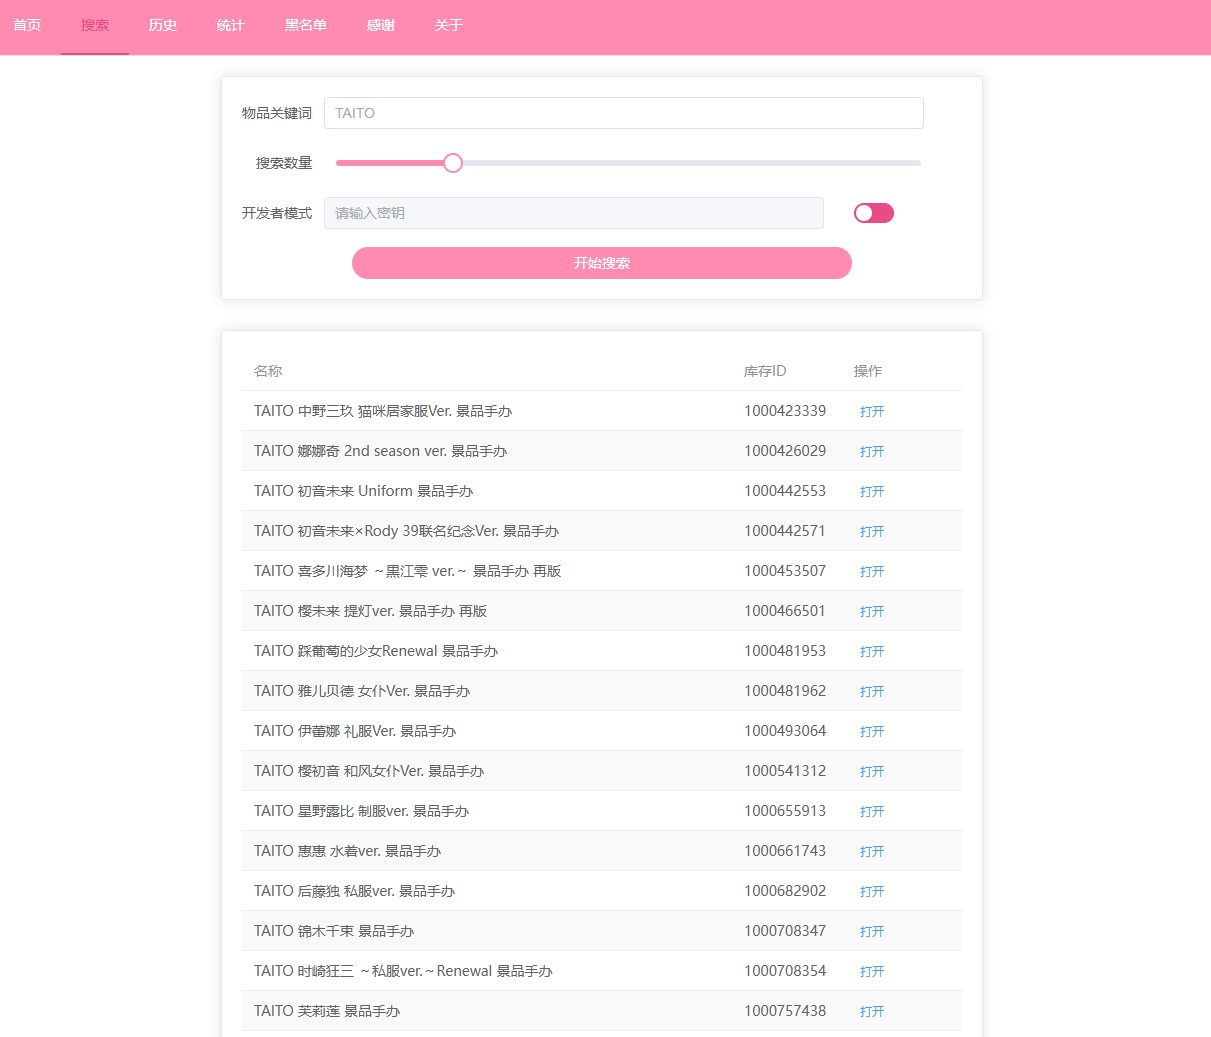 首页 搜索 历史 统计 黑名单 感谢 关于
物品关键词 TAITO
搜索数量
开发者模式 请输入密钥
开始搜索
名称 库存ID 操作
TAITO 中野三玖 猫咪居家服Ver. 景品手办 1000423339 打开
TAITO 娜娜奇 2nd season ver. 景品手办 1000426029 打开
TAITO 初音未来 Uniform 景品手办 1000442553 打开
TAITO 初音未来×Rody 39联名纪念Ver. 景品手办 1000442571 打开
TAITO 喜多川海梦 ～黑江雫 ver.～ 景品手办 再版 1000453507 打开
TAITO 樱未来 提灯ver. 景品手办 再版 1000466501 打开
TAITO 踩葡萄的少女Renewal 景品手办 1000481953 打开
TAITO 雅儿贝德 女仆Ver. 景品手办 1000481962 打开
TAITO 伊蕾娜 礼服Ver. 景品手办 1000493064 打开
TAITO 樱初音 和风女仆Ver. 景品手办 1000541312 打开
TAITO 星野露比 制服ver. 景品手办 1000655913 打开
TAITO 惠惠 水着ver. 景品手办 1000661743 打开
TAITO 后藤独 私服ver. 景品手办 1000682902 打开
TAITO 锦木千束 景品手办 1000708347 打开
TAITO 时崎狂三 ～私服ver.～Renewal 景品手办 1000708354 打开
TAITO 芙莉莲 景品手办 1000757438 打开